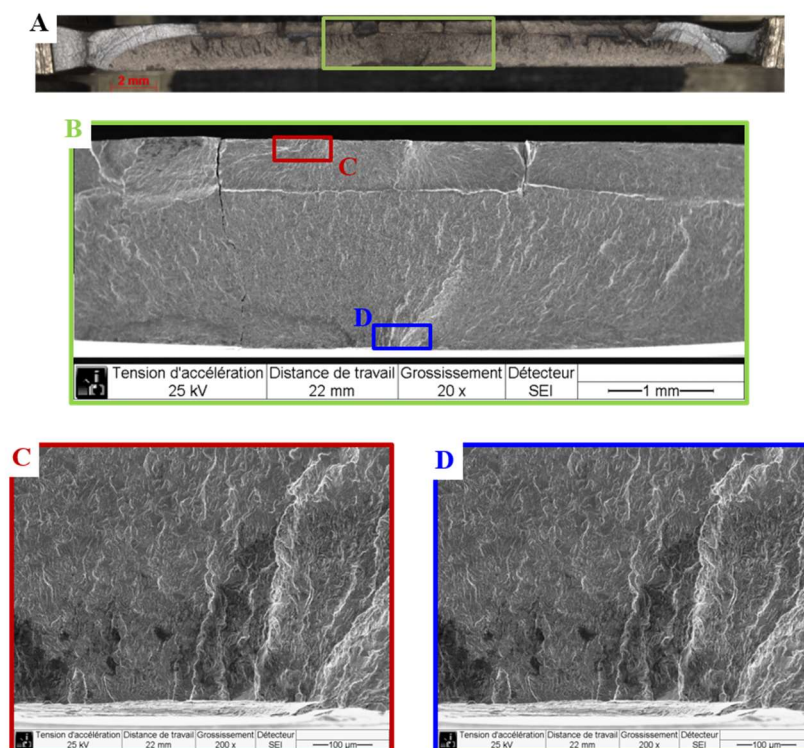 A
2 mm
B
C
D
Tension d'accélération Distance de travail Grossissement Détecteur
25 kV 22 mm 20 x SEI 1 mm
C
D
Tension d'accélération Distance de travail Grossissement Détecteur
25 kV 22 mm 200 x SEI 100 µm
Tension d'accélération Distance de travail Grossissement Détecteur
25 kV 22 mm 200 x SEI 100 µm